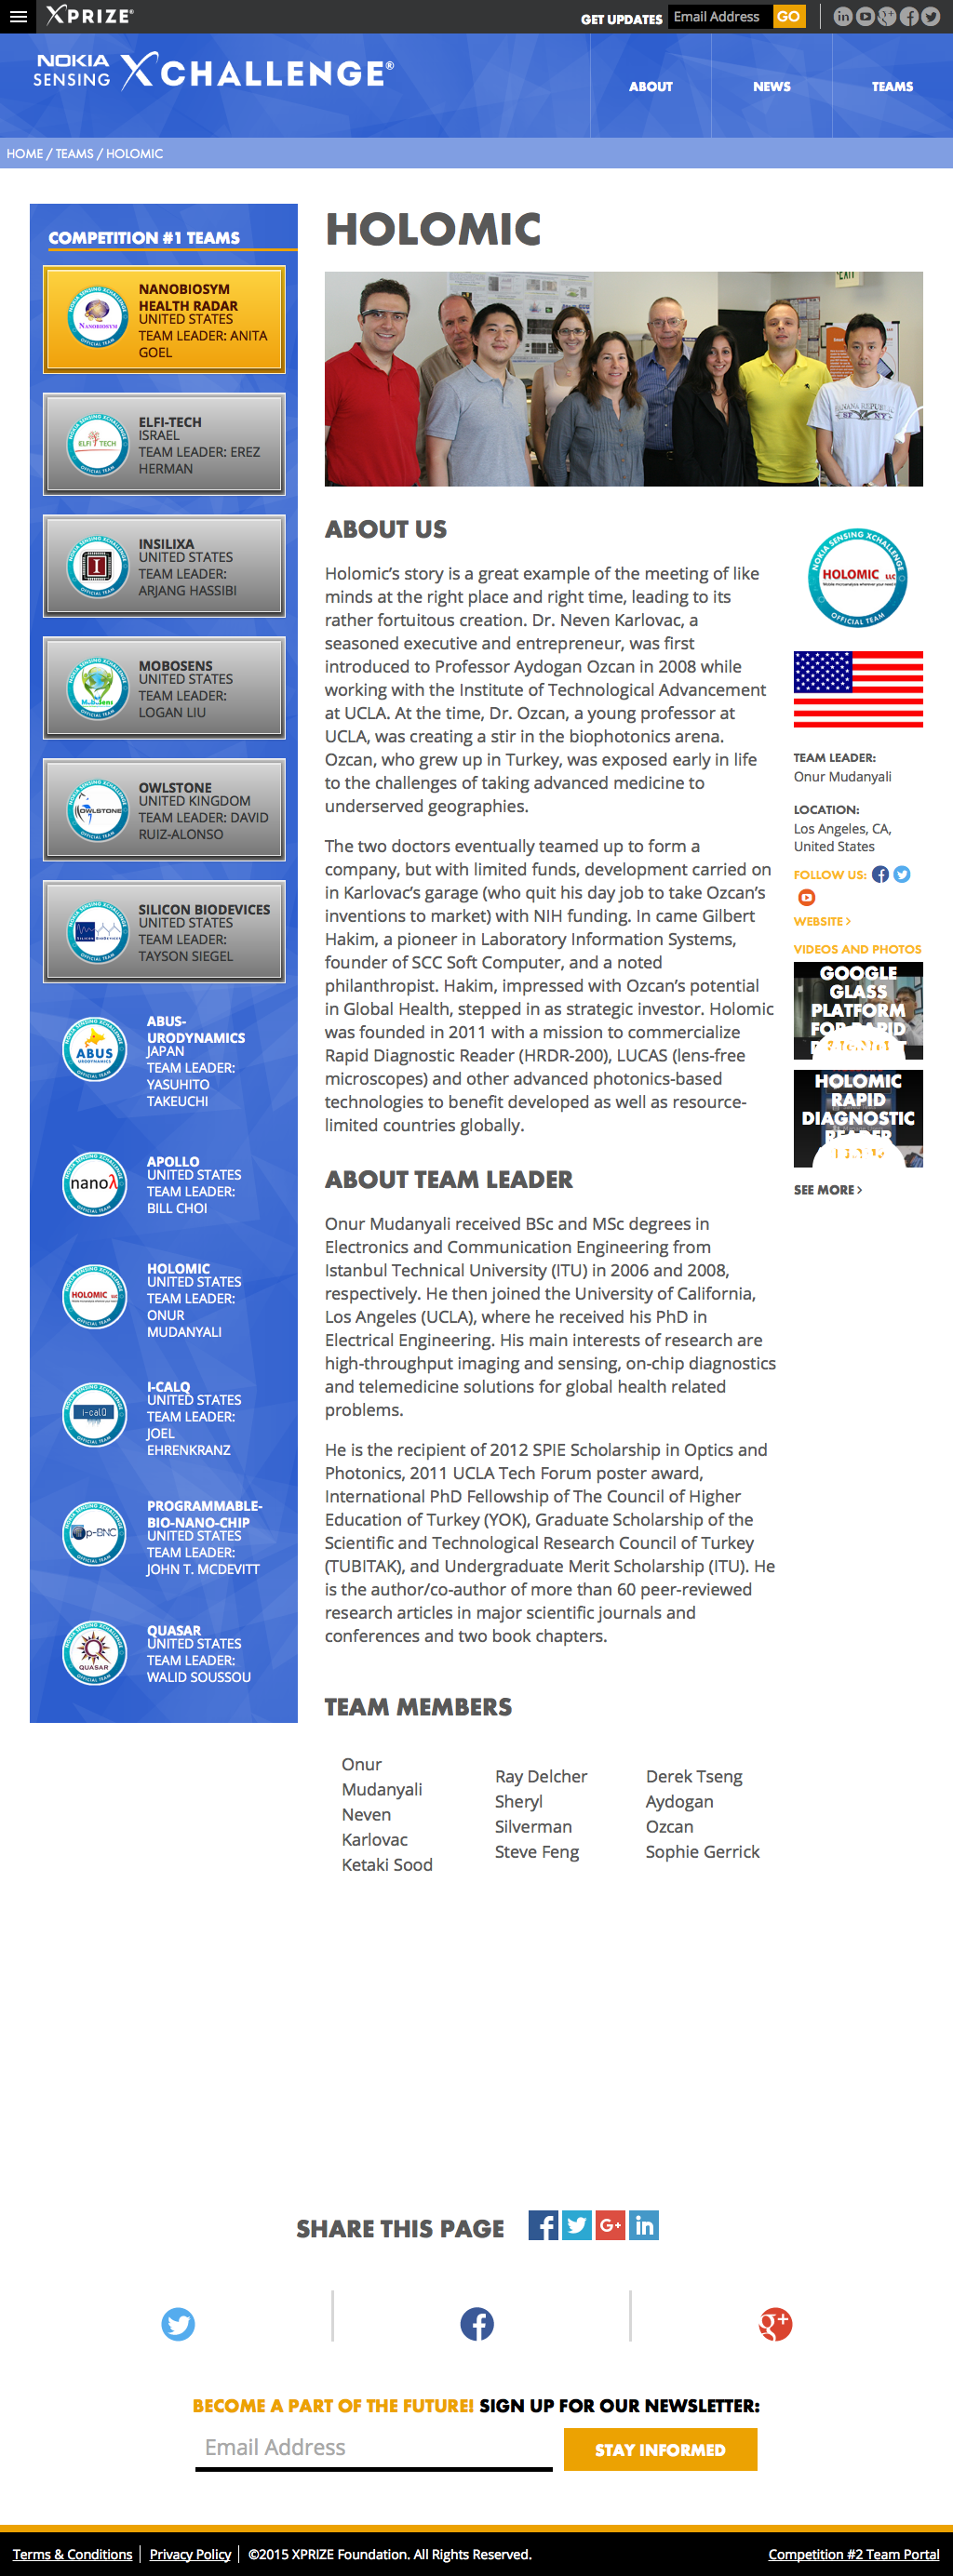 XPRIZE®
GET UPDATES
Email Address
GO
NOKIA
SENSING
XCHALLENGE®
ABOUT
NEWS
TEAMS
HOME / TEAMS / HOLOMIC
COMPETITION #1 TEAMS
NANOBIOSYM
HEALTH RADAR
UNITED STATES
TEAM LEADER: ANITA
GOEL
ELFI-TECH
ISRAEL
TEAM LEADER: EREZ
HERMAN
INSILIXA
UNITED STATES
TEAM LEADER:
ARJANG HASSIBI
MOBOSENS
UNITED STATES
TEAM LEADER:
LOGAN LIU
OWLSTONE
UNITED KINGDOM
TEAM LEADER: DAVID
RUIZ-ALONSO
SILICON BIODEVICES
UNITED STATES
TEAM LEADER:
TAYSON SIEGEL
ABUS
URODYNAMICS
ABUS-
URODYNAMICS
JAPAN
TEAM LEADER:
YASUHITO
TAKEUCHI
nanoλ
APOLLO
UNITED STATES
TEAM LEADER:
BILL CHOI
HOLOMIC LLC
HOLOMIC
UNITED STATES
TEAM LEADER:
ONUR
MUDANYALI
i-calQ
I-CALQ
UNITED STATES
TEAM LEADER:
JOEL
EHRENKRANZ
p-BNC
PROGRAMMABLE-
BIO-NANO-CHIP
UNITED STATES
TEAM LEADER:
JOHN T. MCDEVITT
QUASAR
QUASAR
UNITED STATES
TEAM LEADER:
WALID SOUSSOU
HOLOMIC
EXIT
ABOUT US
Holomic’s story is a great example of the meeting of like
minds at the right place and right time, leading to its
rather fortuitous creation. Dr. Neven Karlovac, a
seasoned executive and entrepreneur, was first
introduced to Professor Aydogan Ozcan in 2008 while
working with the Institute of Technological Advancement
at UCLA. At the time, Dr. Ozcan, a young professor at
UCLA, was creating a stir in the biophotonics arena.
Ozcan, who grew up in Turkey, was exposed early in life
to the challenges of taking advanced medicine to
underserved geographies.
The two doctors eventually teamed up to form a
company, but with limited funds, development carried on
in Karlovac’s garage (who quit his day job to take Ozcan’s
inventions to market) with NIH funding. In came Gilbert
Hakim, a pioneer in Laboratory Information Systems,
founder of SCC Soft Computer, and a noted
philanthropist. Hakim, impressed with Ozcan’s potential
in Global Health, stepped in as strategic investor. Holomic
was founded in 2011 with a mission to commercialize
Rapid Diagnostic Reader (HRDR-200), LUCAS (lens-free
microscopes) and other advanced photonics-based
technologies to benefit developed as well as resource-
limited countries globally.
ABOUT TEAM LEADER
Onur Mudanyali received BSc and MSc degrees in
Electronics and Communication Engineering from
Istanbul Technical University (ITU) in 2006 and 2008,
respectively. He then joined the University of California,
Los Angeles (UCLA), where he received his PhD in
Electrical Engineering. His main interests of research are
high-throughput imaging and sensing, on-chip diagnostics
and telemedicine solutions for global health related
problems.
He is the recipient of 2012 SPIE Scholarship in Optics and
Photonics, 2011 UCLA Tech Forum poster award,
International PhD Fellowship of The Council of Higher
Education of Turkey (YOK), Graduate Scholarship of the
Scientific and Technological Research Council of Turkey
(TUBITAK), and Undergraduate Merit Scholarship (ITU). He
is the author/co-author of more than 60 peer-reviewed
research articles in major scientific journals and
conferences and two book chapters.
TEAM MEMBERS
Onur
Mudanyali
Neven
Karlovac
Ketaki Sood
Ray Delcher
Sheryl
Silverman
Steve Feng
Derek Tseng
Aydogan
Ozcan
Sophie Gerrick
NOKIA SENSING XCHALLENGE
HOLOMIC LLC
OFFICIAL TEAM
TEAM LEADER:
Onur Mudanyali
LOCATION:
Los Angeles, CA,
United States
FOLLOW US:
WEBSITE >
VIDEOS AND PHOTOS
GOOGLE
GLASS
PLATFORM
FOR RAPID
HOLOMIC
RAPID
DIAGNOSTIC
READER
SEE MORE >
SHARE THIS PAGE
BECOME A PART OF THE FUTURE! SIGN UP FOR OUR NEWSLETTER:
Email Address
STAY INFORMED
Terms & Conditions
Privacy Policy
©2015 XPRIZE Foundation. All Rights Reserved.
Competition #2 Team Portal